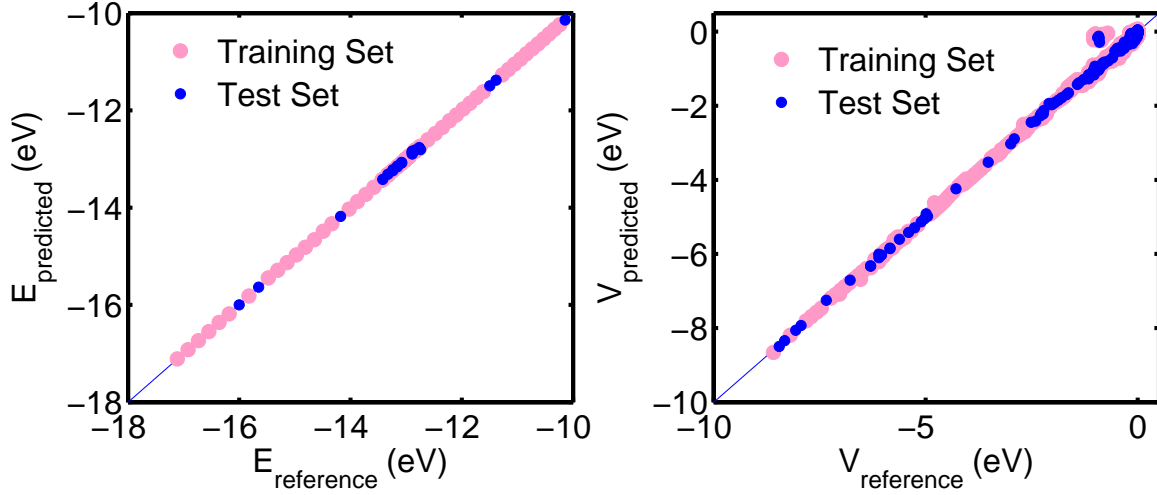 −10
−12
−14
−16
−18
−18
−16
−14
−12
−10
E_predicted (eV)
E_reference (eV)
Training Set
Test Set
0
−2
−4
−6
−8
−10
−10
−5
0
V_predicted (eV)
V_reference (eV)
Training Set
Test Set